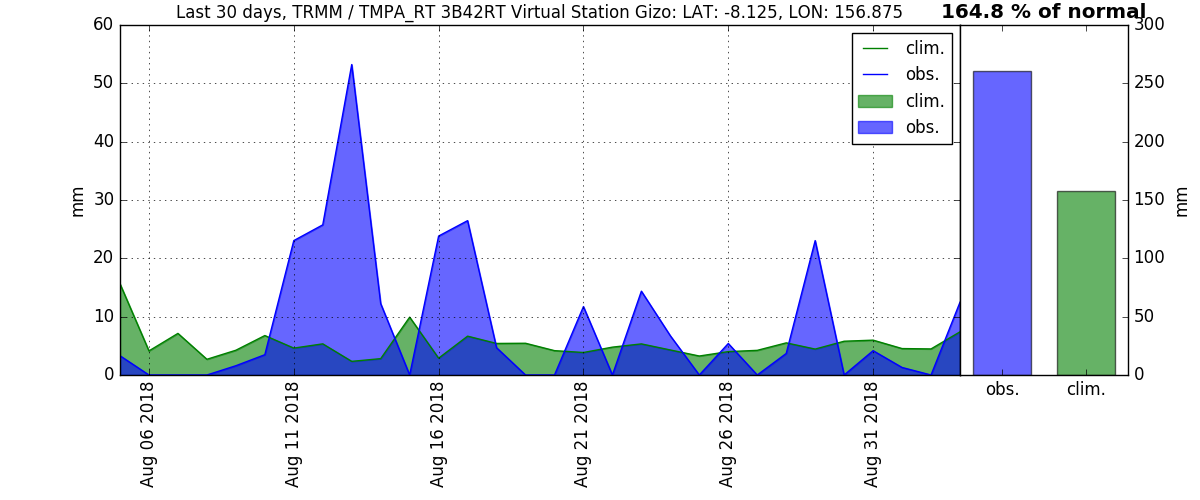 Last 30 days, TRMM / TMPA_RT 3B42RT Virtual Station Gizo: LAT: -8.125, LON: 156.875
164.8 % of normal
60
50
40
30
20
10
0
mm
clim.
obs.
clim.
obs.
300
250
200
150
100
50
0
mm
obs.
clim.
Aug 06 2018
Aug 11 2018
Aug 16 2018
Aug 21 2018
Aug 26 2018
Aug 31 2018